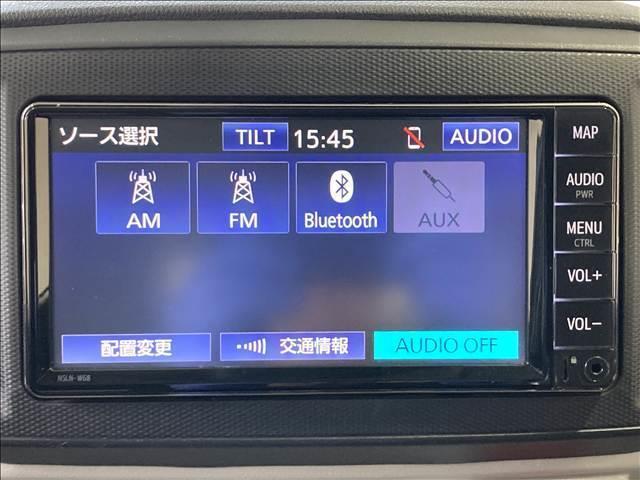 ソース選択 TILT 15:45 AUDIO
AM FM Bluetooth AUX
配置変更 交通情報 AUDIO OFF
MAP
AUDIO
PWR
MENU
CTRL
VOL+
VOL-
NSLN-W68